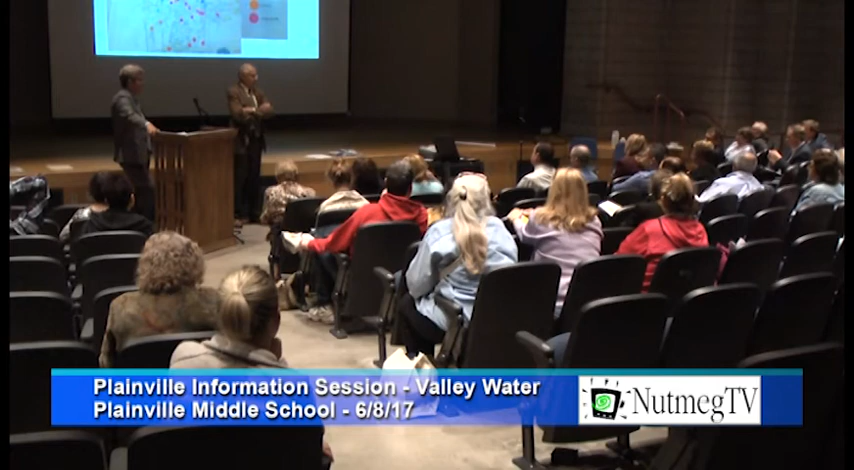 Plainville Information Session - Valley Water
Plainville Middle School - 6/8/17
NutmegTV